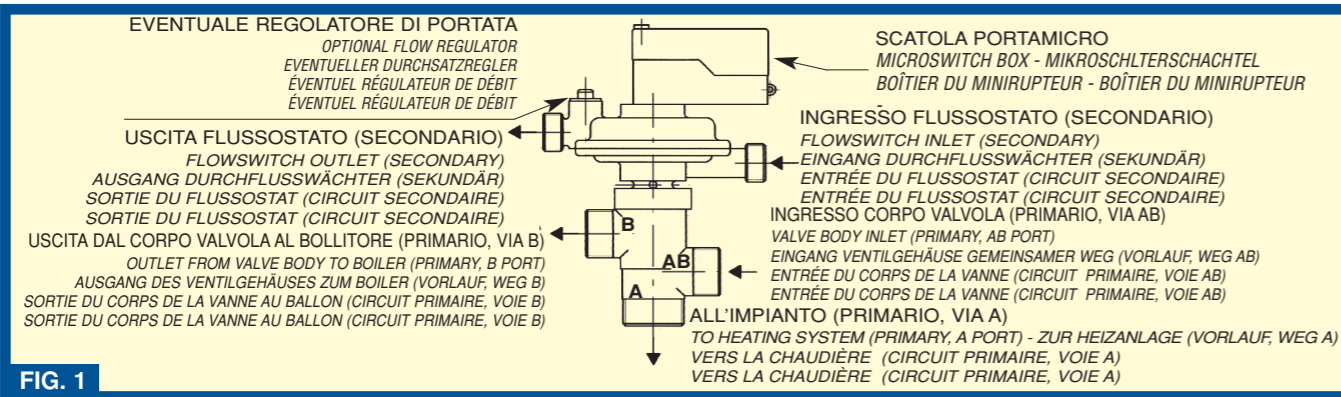 EVENTUALE REGOLATORE DI PORTATA
OPTIONAL FLOW REGULATOR
EVENTUELLER DURCHSATZREGLER
ÉVENTUEL RÉGULATEUR DE DÉBIT
ÉVENTUEL RÉGULATEUR DE DÉBIT
USCITA FLUSSOSTATO (SECONDARIO)
FLOWSWITCH OUTLET (SECONDARY)
AUSGANG DURCHFLUSSWÄCHTER (SEKUNDÄR)
SORTIE DU FLUSSOSTAT (CIRCUIT SECONDAIRE)
SORTIE DU FLUSSOSTAT (CIRCUIT SECONDAIRE)
USCITA DAL CORPO VALVOLA AL BOLLITORE (PRIMARIO, VIA B)
OUTLET FROM VALVE BODY TO BOILER (PRIMARY, B PORT)
AUSGANG DES VENTILGEHÄUSES ZUM BOILER (VORLAUF, WEG B)
SORTIE DU CORPS DE LA VANNE AU BALLON (CIRCUIT PRIMAIRE, VOIE B)
SORTIE DU CORPS DE LA VANNE AU BALLON (CIRCUIT PRIMAIRE, VOIE B)
B
AB
A
SCATOLA PORTAMICRO
MICROSWITCH BOX - MIKROSCHLTERSCHACHTEL
BOÎTIER DU MINIRUPTEUR - BOÎTIER DU MINIRUPTEUR
INGRESSO FLUSSOSTATO (SECONDARIO)
FLOWSWITCH INLET (SECONDARY)
EINGANG DURCHFLUSSWÄCHTER (SEKUNDÄR)
ENTRÉE DU FLUSSOSTAT (CIRCUIT SECONDAIRE)
ENTRÉE DU FLUSSOSTAT (CIRCUIT SECONDAIRE)
INGRESSO CORPO VALVOLA (PRIMARIO, VIA AB)
VALVE BODY INLET (PRIMARY, AB PORT)
EINGANG VENTILGEHÄUSE GEMEINSAMER WEG (VORLAUF, WEG AB)
ENTRÉE DU CORPS DE LA VANNE (CIRCUIT PRIMAIRE, VOIE AB)
ENTRÉE DU CORPS DE LA VANNE (CIRCUIT PRIMAIRE, VOIE AB)
ALL'IMPIANTO (PRIMARIO, VIA A)
TO HEATING SYSTEM (PRIMARY, A PORT) - ZUR HEIZANLAGE (VORLAUF, WEG A)
VERS LA CHAUDIÈRE (CIRCUIT PRIMAIRE, VOIE A)
VERS LA CHAUDIÈRE (CIRCUIT PRIMAIRE, VOIE A)
FIG. 1